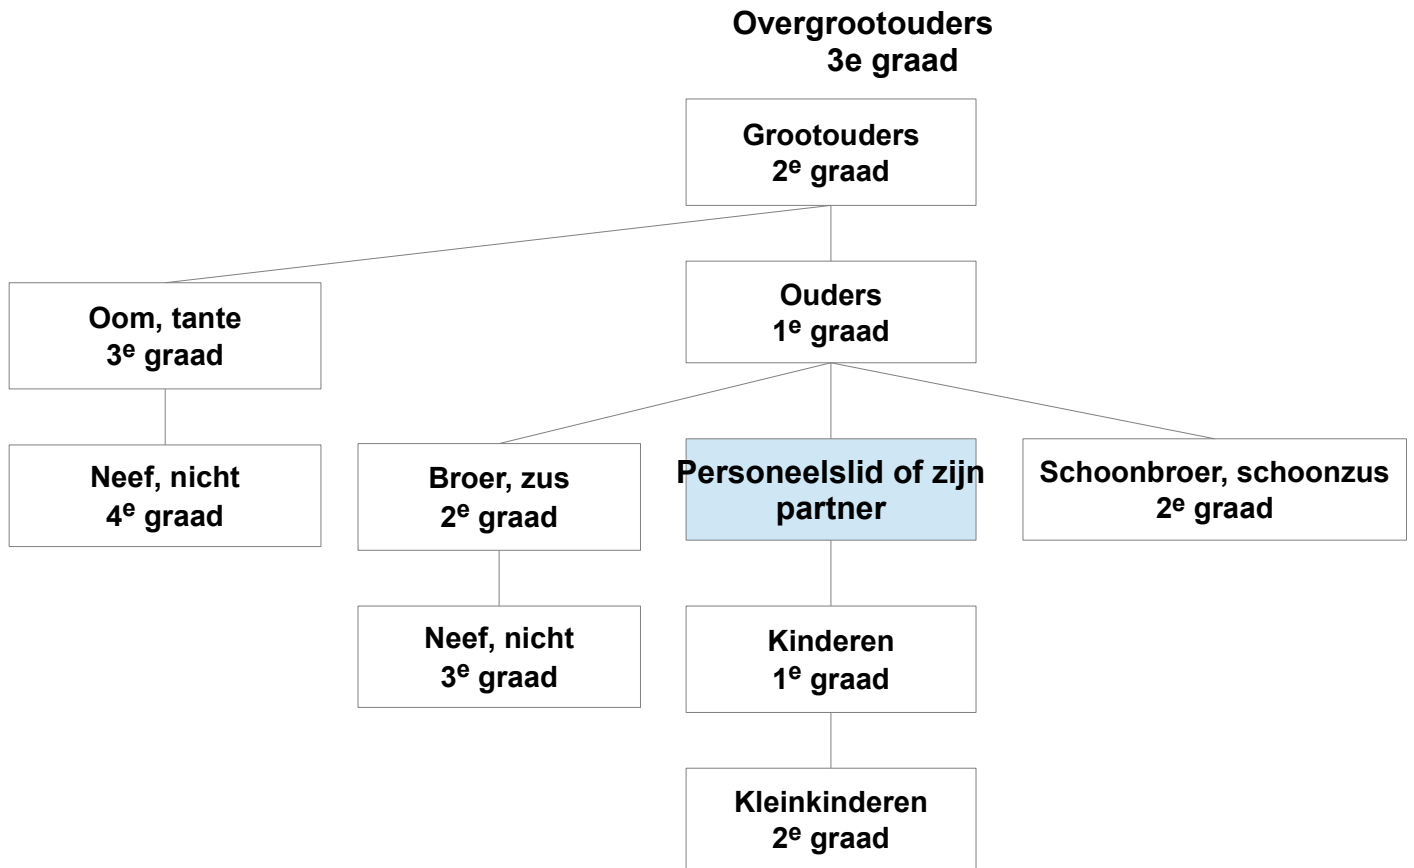 Overgrootouders
3e graad
Grootouders
2e graad
Oom, tante
3e graad
Ouders
1e graad
Neef, nicht
4e graad
Broer, zus
2e graad
Personeelslid of zijn
partner
Schoonbroer, schoonzus
2e graad
Neef, nicht
3e graad
Kinderen
1e graad
Kleinkinderen
2e graad